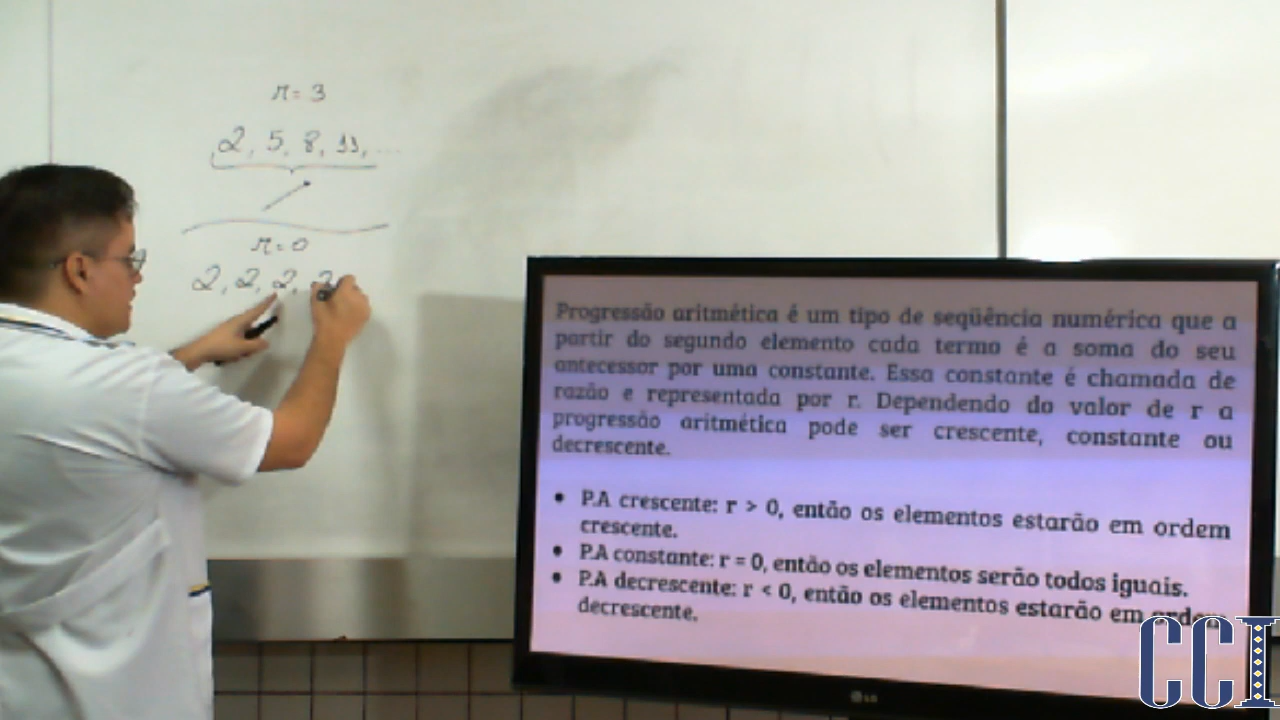 r=3
2, 5, 8, 11, ...
r=0
2, 2, 2, 2
Progressão aritmética é um tipo de seqüência numérica que a
partir do segundo elemento cada termo é a soma do seu
antecessor por uma constante. Essa constante é chamada de
razão e representada por r. Dependendo do valor de r a
progressão aritmética pode ser crescente, constante ou
decrescente.
• P.A crescente: r > 0, então os elementos estarão em ordem
crescente.
• P.A constante: r = 0, então os elementos serão todos iguais.
• P.A decrescente: r < 0, então os elementos estarão em ordem
decrescente.
CCI
LG